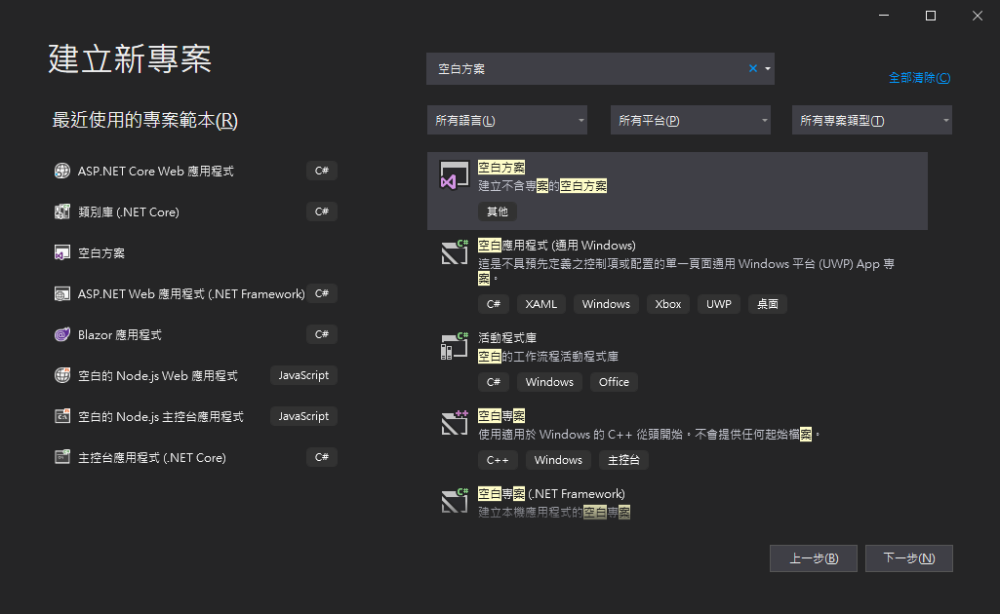 建立新專案
最近使用的專案範本(R)
ASP.NET Core Web 應用程式 C#
類別庫 (.NET Core) C#
空白方案
ASP.NET Web 應用程式 (.NET Framework) C#
Blazor 應用程式 C#
空白的 Node.js Web 應用程式 JavaScript
空白的 Node.js 主控台應用程式 JavaScript
主控台應用程式 (.NET Core) C#
空白方案
全部清除(C)
所有語言(L) 所有平台(P) 所有專案類型(T)
空白方案
建立不含專案的空白方案
其他
空白應用程式 (通用 Windows)
這是不具預先定義之控制項或配置的單一頁面通用 Windows 平台 (UWP) App 專
案。
C# XAML Windows Xbox UWP 桌面
活動程式庫
空白的工作流程活動程式庫
C# Windows Office
空白專案
使用適用於 Windows 的 C++ 從頭開始。不會提供任何起始檔案。
C++ Windows 主控台
空白專案 (.NET Framework)
建立本機應用程式的空白專案
上一步(B) 下一步(N)